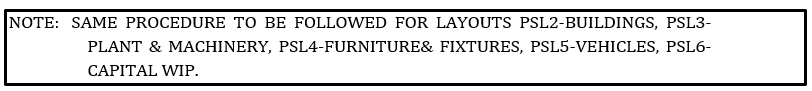 NOTE: SAME PROCEDURE TO BE FOLLOWED FOR LAYOUTS PSL2-BUILDINGS, PSL3-
PLANT & MACHINERY, PSL4-FURNITURE& FIXTURES, PSL5-VEHICLES, PSL6-
CAPITAL WIP.